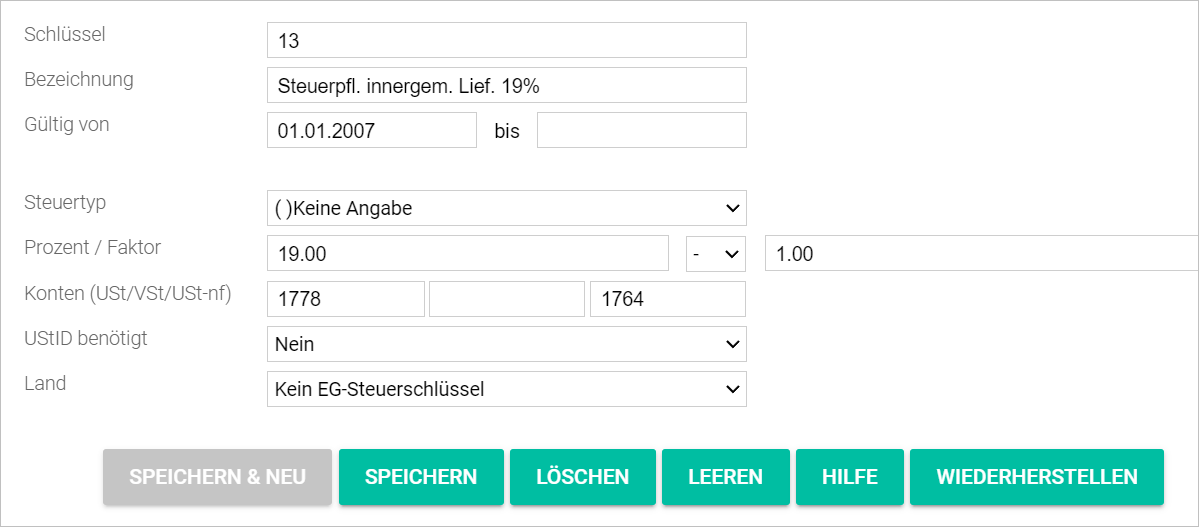 Schlüssel 13
Bezeichnung Steuerpfl. innergem. Lief. 19%
Gültig von 01.01.2007 bis
Steuertyp ( )Keine Angabe
Prozent / Faktor 19.00 - 1.00
Konten (USt/VSt/USt-nf) 1778 1764
UStID benötigt Nein
Land Kein EG-Steuerschlüssel
SPEICHERN & NEU SPEICHERN LÖSCHEN LEEREN HILFE WIEDERHERSTELLEN